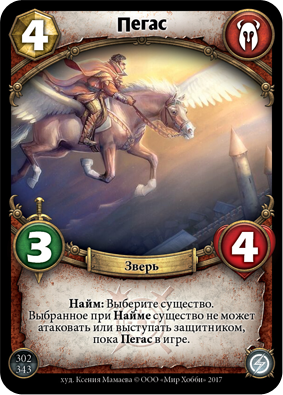 4
Пегас
3
4
Зверь
Найм: Выберите существо.
Выбранное при Найме существо не может
атаковать или выступать защитником,
пока Пегас в игре.
302
343
худ. Ксения Мамаева © ООО «Мир Хобби» 2017